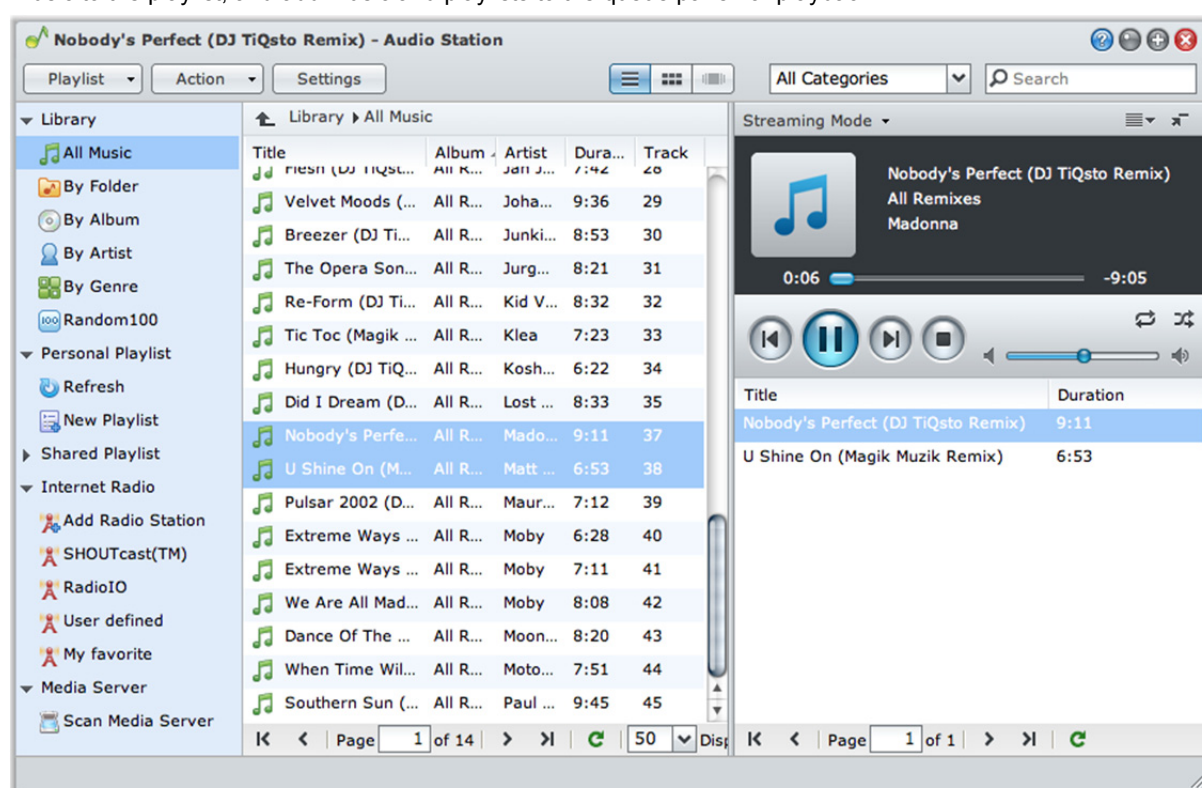 Nobody's Perfect (DJ TiQsto Remix) - Audio Station
Playlist Action Settings All Categories Search
Library
All Music
By Folder
By Album
By Artist
By Genre
Random100
Personal Playlist
Refresh
New Playlist
Shared Playlist
Internet Radio
Add Radio Station
SHOUTcast(TM)
RadioIO
User defined
My favorite
Media Server
Scan Media Server
Library All Music
Title Album Artist Dura... Track
Flesh (DJ TiQst... All R... Jan J... 7:42 28
Velvet Moods (... All R... Joha... 9:36 29
Breezer (DJ Ti... All R... Junki... 8:53 30
The Opera Son... All R... Jurg... 8:21 31
Re-Form (DJ Ti... All R... Kid V... 8:32 32
Tic Toc (Magik ... All R... Klea 7:23 33
Hungry (DJ TiQ... All R... Kosh... 6:22 34
Did I Dream (D... All R... Lost ... 8:33 35
Nobody's Perfe... All R... Mado... 9:11 37
U Shine On (M... All R... Matt ... 6:53 38
Pulsar 2002 (D... All R... Maur... 7:12 39
Extreme Ways ... All R... Moby 6:28 40
Extreme Ways ... All R... Moby 7:11 41
We Are All Mad... All R... Moby 8:08 42
Dance Of The ... All R... Moon... 8:20 43
When Time Wil... All R... Moto... 7:51 44
Southern Sun (... All R... Paul ... 9:45 45
Page 1 of 14 50 Disp
Streaming Mode
Nobody's Perfect (DJ TiQsto Remix)
All Remixes
Madonna
0:06 -9:05
Title Duration
Nobody's Perfect (DJ TiQsto Remix) 9:11
U Shine On (Magik Muzik Remix) 6:53
Page 1 of 1